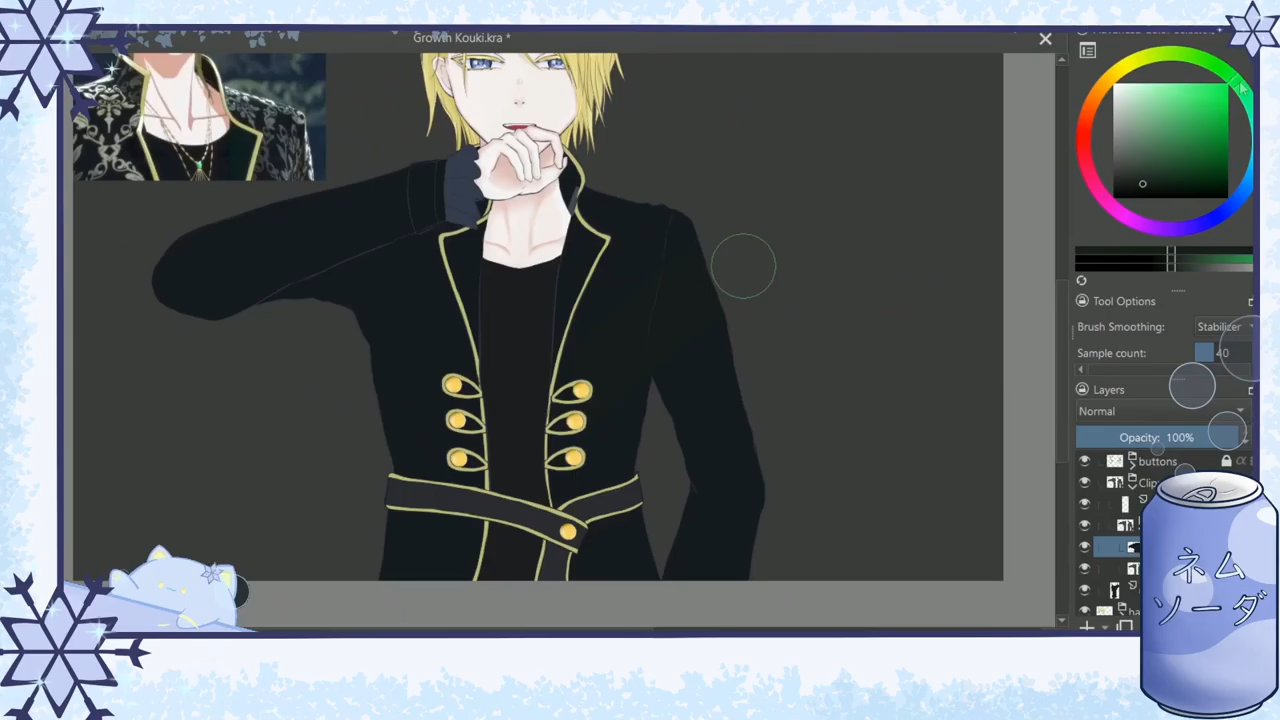 Growth Kouki.kra *
Tool Options
Brush Smoothing:
Stabilizer
Sample count:
40
Layers
Normal
Opacity: 100%
buttons
Clip
ha
ネム
ソーダ